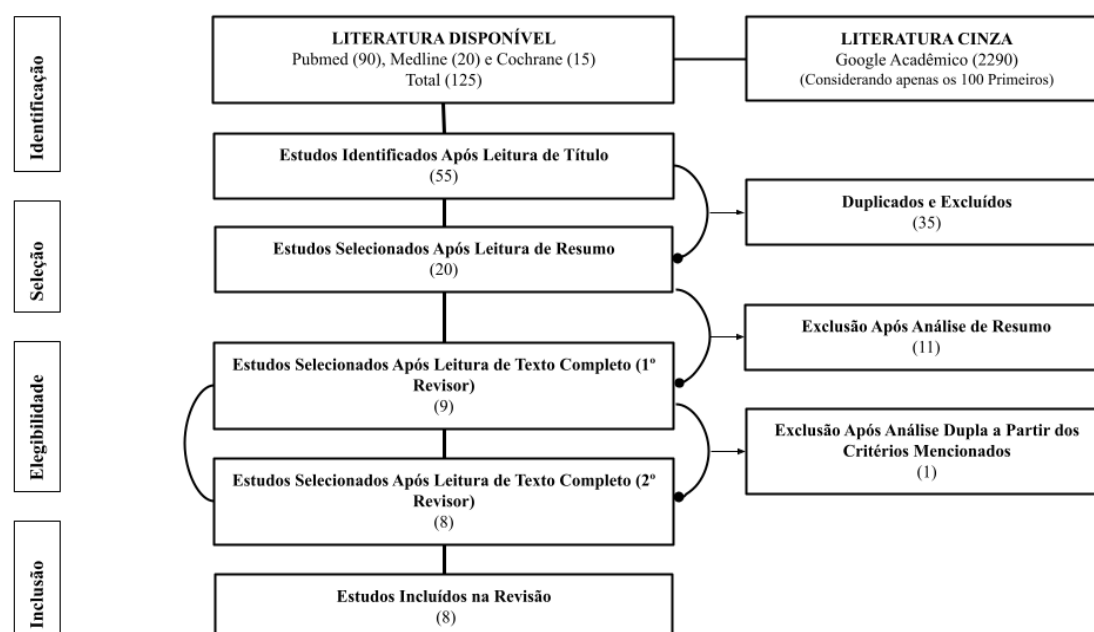 Identificação
LITERATURA DISPONÍVEL
Pubmed (90), Medline (20) e Cochrane (15)
Total (125)
LITERATURA CINZA
Google Acadêmico (2290)
(Considerando apenas os 100 Primeiros)
Estudos Identificados Após Leitura de Título
(55)
Duplicados e Excluídos
(35)
Seleção
Estudos Selecionados Após Leitura de Resumo
(20)
Exclusão Após Análise de Resumo
(11)
Elegibilidade
Estudos Selecionados Após Leitura de Texto Completo (1º
Revisor)
(9)
Exclusão Após Análise Dupla a Partir dos
Critérios Mencionados
(1)
Estudos Selecionados Após Leitura de Texto Completo (2º
Revisor)
(8)
Inclusão
Estudos Incluídos na Revisão
(8)